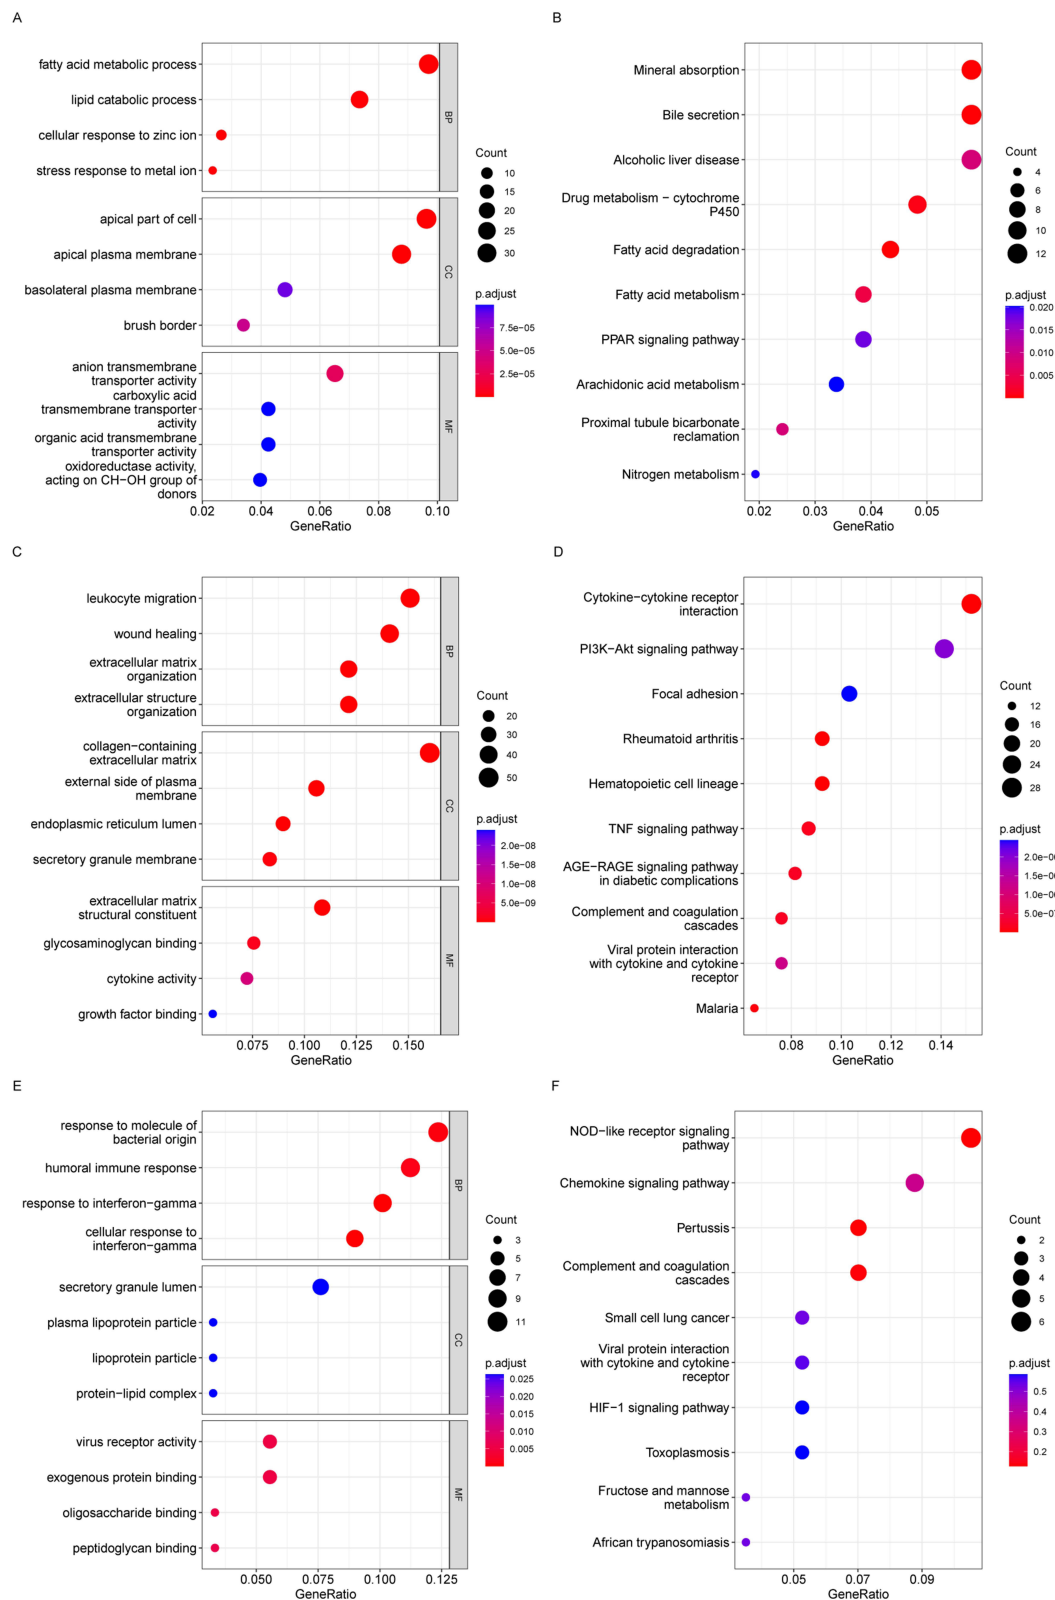 A
fatty acid metabolic process
lipid catabolic process
cellular response to zinc ion
stress response to metal ion
BP
apical part of cell
apical plasma membrane
basolateral plasma membrane
brush border
CC
anion transmembrane
transporter activity
carboxylic acid
transmembrane transporter
activity
organic acid transmembrane
transporter activity
oxidoreductase activity,
acting on CH−OH group of
donors
MF
0.02 0.04 0.06 0.08 0.10
GeneRatio
Count
10
15
20
25
30
p.adjust
7.5e−05
5.0e−05
2.5e−05
B
Mineral absorption
Bile secretion
Alcoholic liver disease
Drug metabolism − cytochrome
P450
Fatty acid degradation
Fatty acid metabolism
PPAR signaling pathway
Arachidonic acid metabolism
Proximal tubule bicarbonate
reclamation
Nitrogen metabolism
0.02 0.03 0.04 0.05
GeneRatio
Count
4
6
8
10
12
p.adjust
0.020
0.015
0.010
0.005
C
leukocyte migration
wound healing
extracellular matrix
organization
extracellular structure
organization
BP
collagen−containing
extracellular matrix
external side of plasma
membrane
endoplasmic reticulum lumen
secretory granule membrane
CC
extracellular matrix
structural constituent
glycosaminoglycan binding
cytokine activity
growth factor binding
MF
0.075 0.100 0.125 0.150
GeneRatio
Count
20
30
40
50
p.adjust
2.0e−08
1.5e−08
1.0e−08
5.0e−09
D
Cytokine−cytokine receptor
interaction
PI3K−Akt signaling pathway
Focal adhesion
Rheumatoid arthritis
Hematopoietic cell lineage
TNF signaling pathway
AGE−RAGE signaling pathway
in diabetic complications
Complement and coagulation
cascades
Viral protein interaction
with cytokine and cytokine
receptor
Malaria
0.08 0.10 0.12 0.14
GeneRatio
Count
12
16
20
24
28
p.adjust
2.0e−0
1.5e−0
1.0e−0
5.0e−0
E
response to molecule of
bacterial origin
humoral immune response
response to interferon−gamma
cellular response to
interferon−gamma
BP
secretory granule lumen
plasma lipoprotein particle
lipoprotein particle
protein−lipid complex
CC
virus receptor activity
exogenous protein binding
oligosaccharide binding
peptidoglycan binding
MF
0.050 0.075 0.100 0.125
GeneRatio
Count
3
5
7
9
11
p.adjust
0.025
0.020
0.015
0.010
0.005
F
NOD−like receptor signaling
pathway
Chemokine signaling pathway
Pertussis
Complement and coagulation
cascades
Small cell lung cancer
Viral protein interaction
with cytokine and cytokine
receptor
HIF−1 signaling pathway
Toxoplasmosis
Fructose and mannose
metabolism
African trypanosomiasis
0.05 0.07 0.09
GeneRatio
Count
2
3
4
5
6
p.adjust
0.5
0.4
0.3
0.2